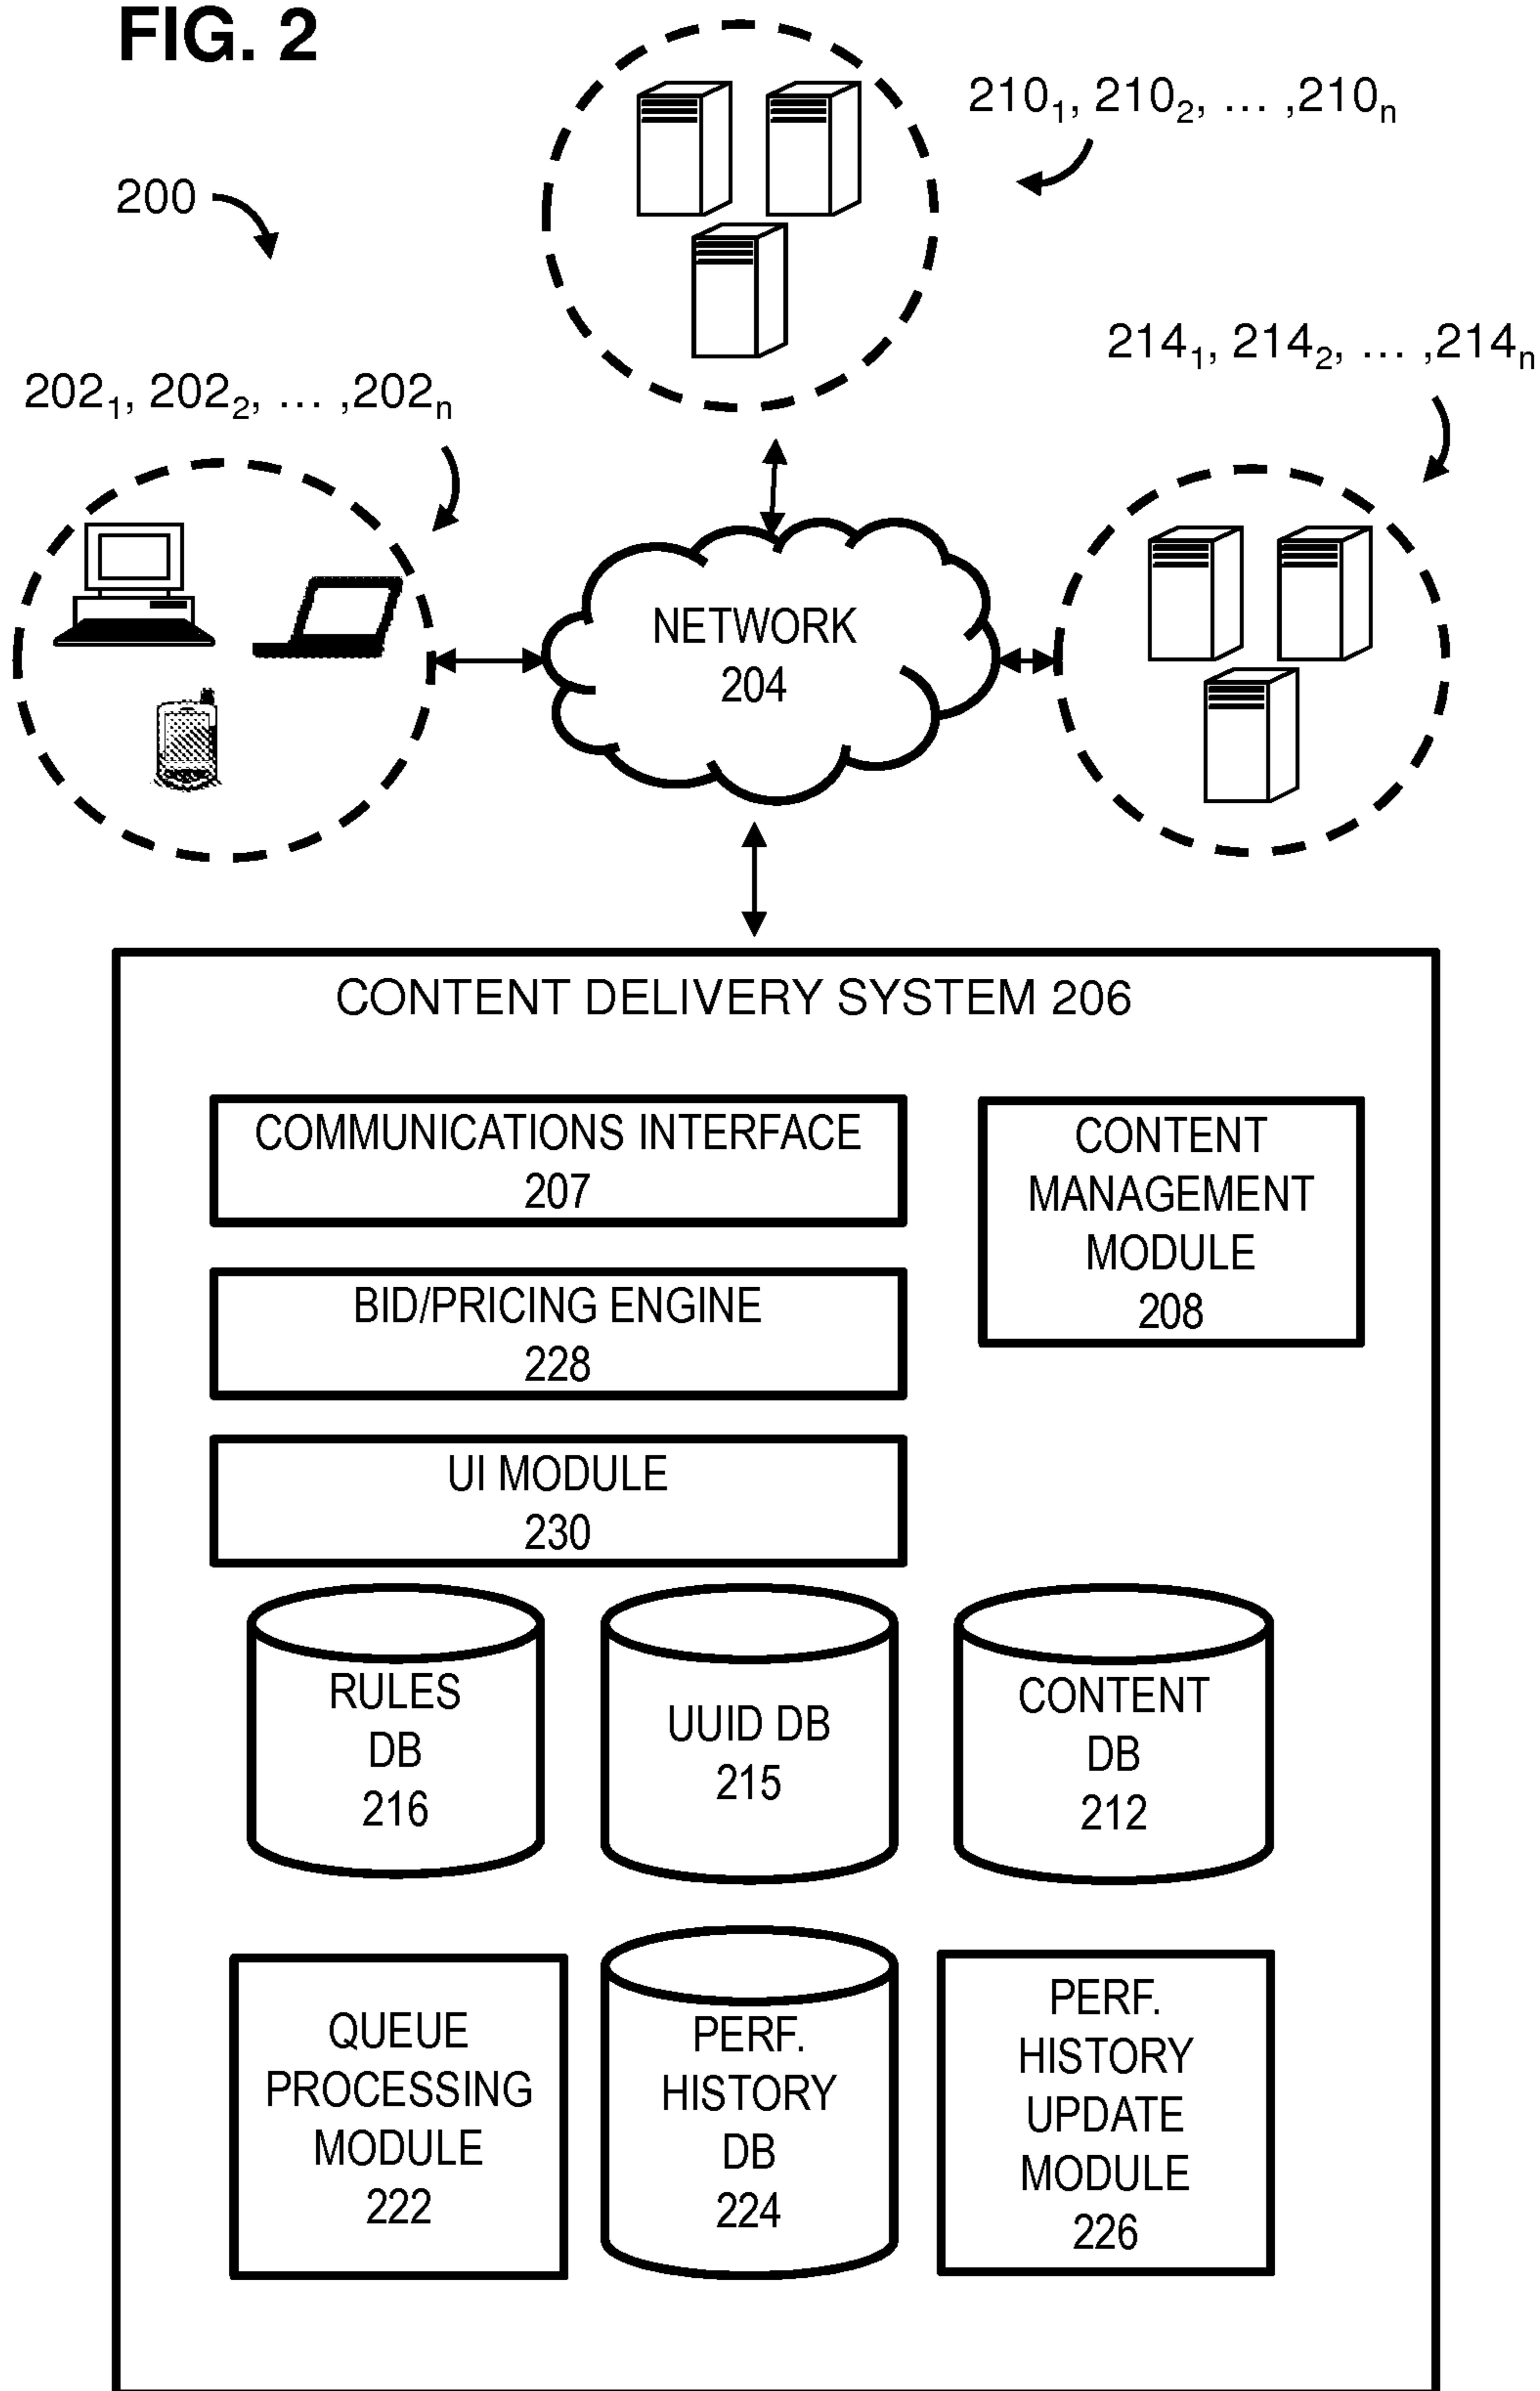 FIG. 2
210₁, 210₂, ... ,210ₙ
200
214₁, 214₂, ... ,214ₙ
202₁, 202₂, ... ,202ₙ
NETWORK
204
CONTENT DELIVERY SYSTEM 206
COMMUNICATIONS INTERFACE
207
CONTENT
MANAGEMENT
MODULE
208
BID/PRICING ENGINE
228
UI MODULE
230
RULES
DB
216
UUID DB
215
CONTENT
DB
212
QUEUE
PROCESSING
MODULE
222
PERF.
HISTORY
DB
224
PERF.
HISTORY
UPDATE
MODULE
226